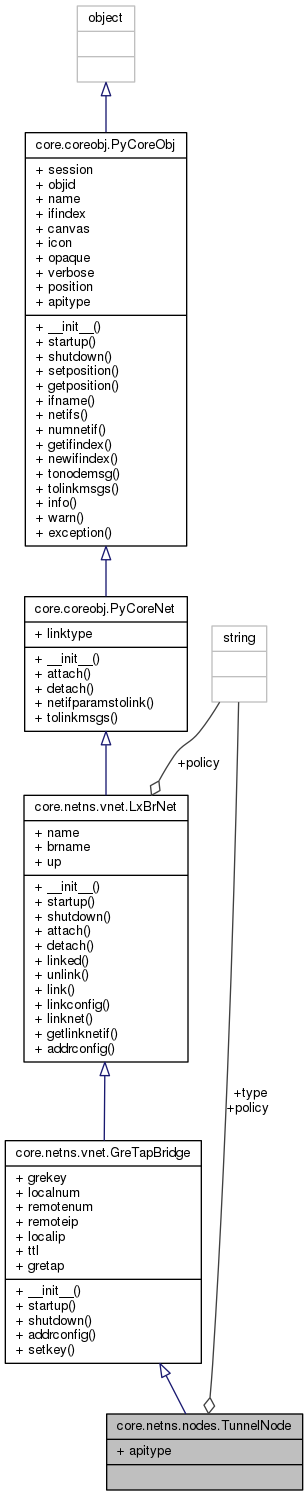 object
core.coreobj.PyCoreObj
+ session
+ objid
+ name
+ ifindex
+ canvas
+ icon
+ opaque
+ verbose
+ position
+ apitype
+ __init__()
+ startup()
+ shutdown()
+ setposition()
+ getposition()
+ ifname()
+ netifs()
+ numnetif()
+ getifindex()
+ newifindex()
+ tonodemsg()
+ tolinkmsgs()
+ info()
+ warn()
+ exception()
core.coreobj.PyCoreNet
+ linktype
+ __init__()
+ attach()
+ detach()
+ netifparamstolink()
+ tolinkmsgs()
string
+policy
core.netns.vnet.LxBrNet
+ name
+ brname
+ up
+ __init__()
+ startup()
+ shutdown()
+ attach()
+ detach()
+ linked()
+ unlink()
+ link()
+ linkconfig()
+ linknet()
+ getlinknetif()
+ addrconfig()
+type
+policy
core.netns.vnet.GreTapBridge
+ grekey
+ localnum
+ remotenum
+ remoteip
+ localip
+ ttl
+ gretap
+ __init__()
+ startup()
+ shutdown()
+ addrconfig()
+ setkey()
core.netns.nodes.TunnelNode
+ apitype